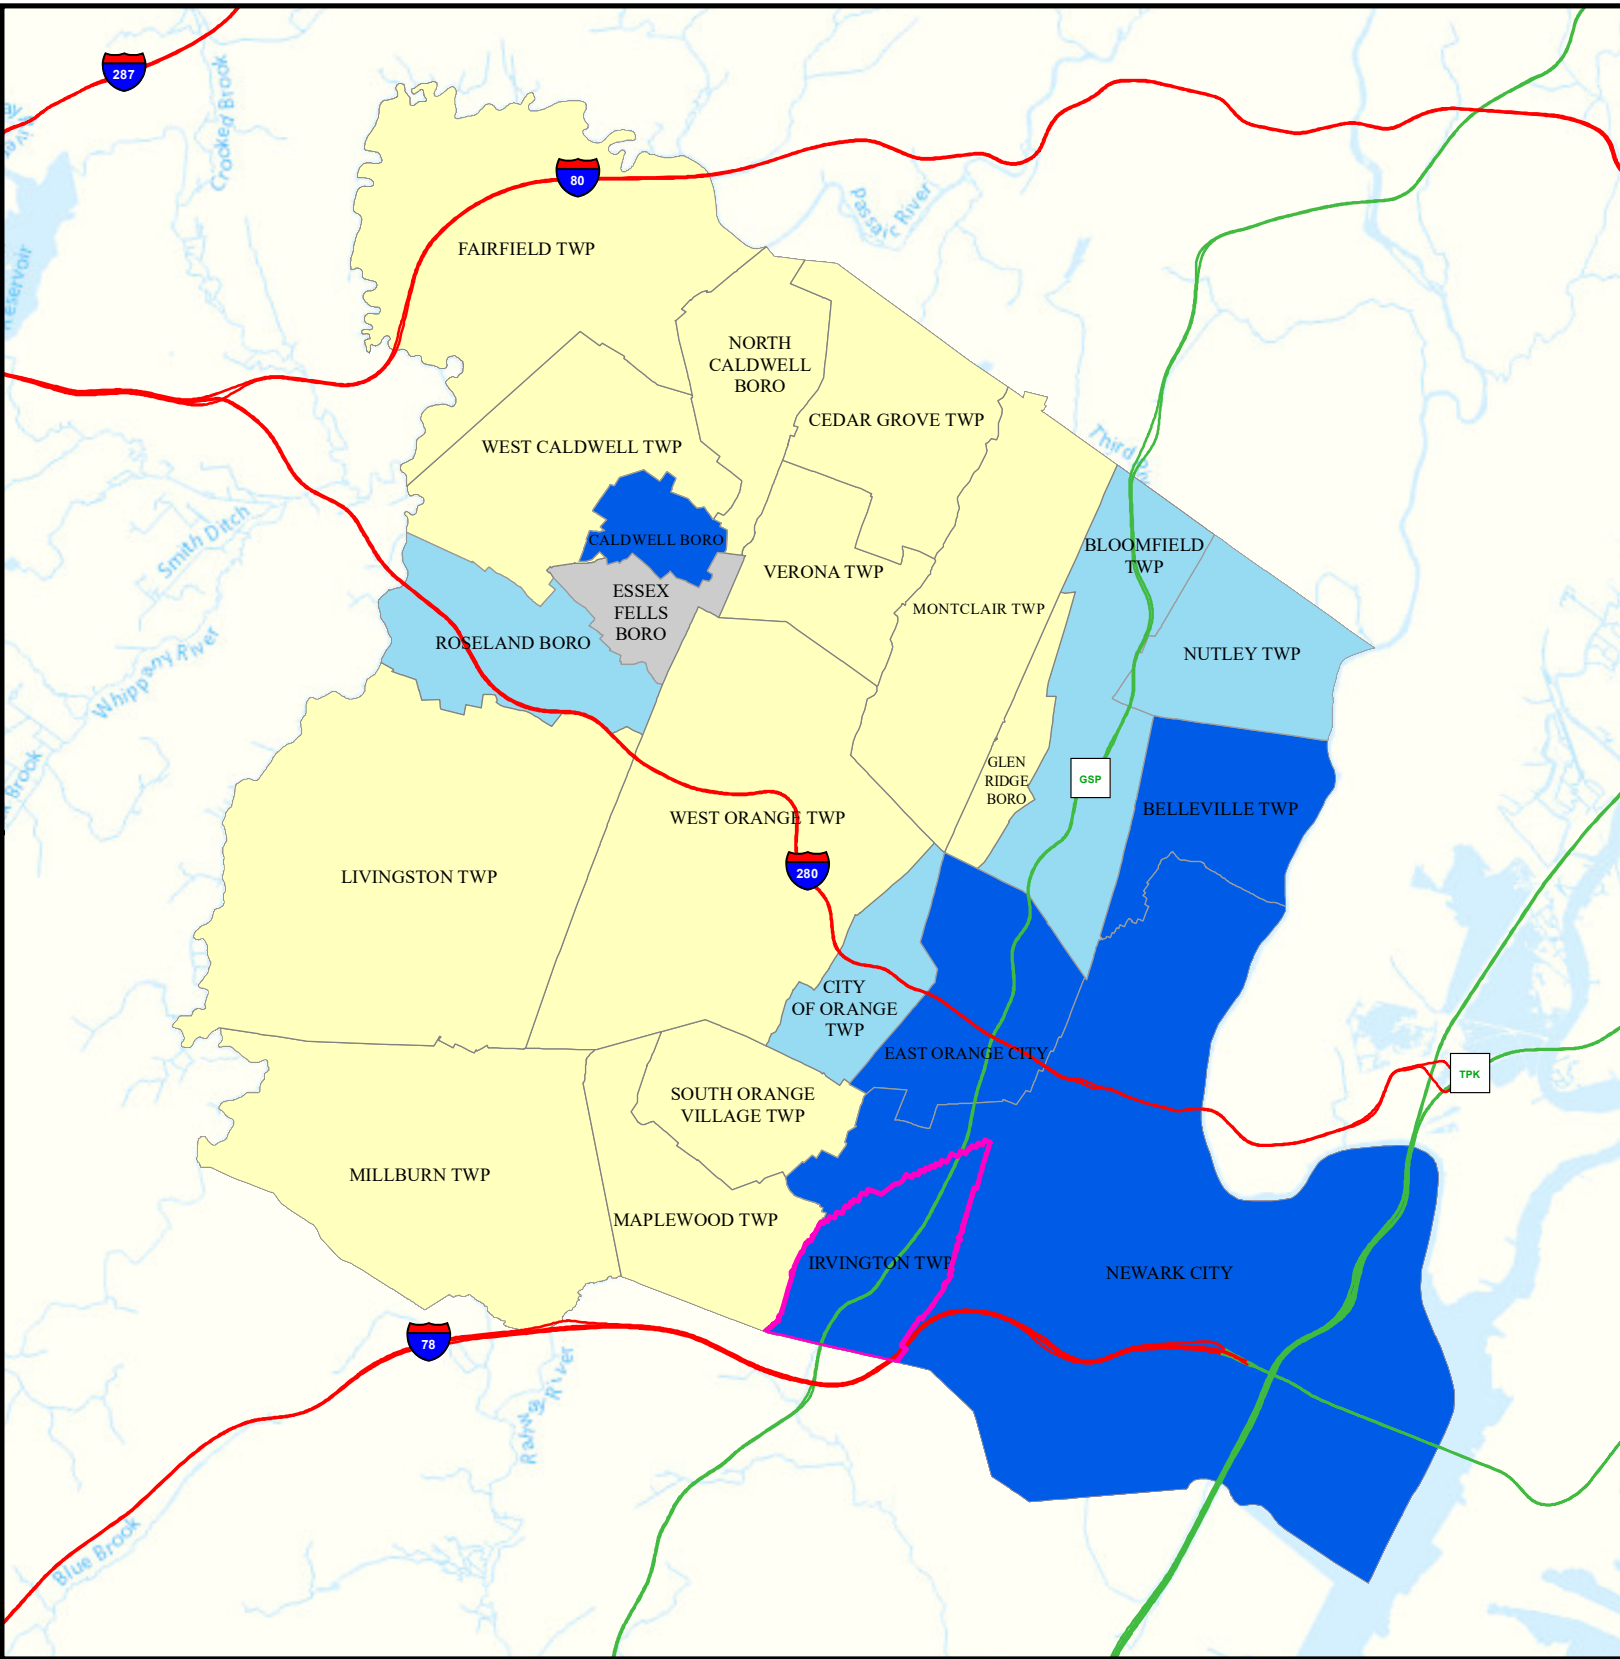 287
Crooked Brook
80
Passaic River
FAIRFIELD TWP
Reservoir
NORTH
CALDWELL
BORO
CEDAR GROVE TWP
WEST CALDWELL TWP
Third
Smith Ditch
CALDWELL BORO
BLOOMFIELD
TWP
VERONA TWP
ESSEX
FELLS
BORO
MONTCLAIR TWP
ROSELAND BORO
NUTLEY TWP
Whippany River
Brook
GLEN
RIDGE
BORO
GSP
BELLEVILLE TWP
WEST ORANGE TWP
280
LIVINGSTON TWP
CITY
OF ORANGE
TWP
EAST ORANGE CITY
TPK
SOUTH ORANGE
VILLAGE TWP
MILLBURN TWP
MAPLEWOOD TWP
IRVINGTON TWP
NEWARK CITY
78
Rahway River
Blue Brook